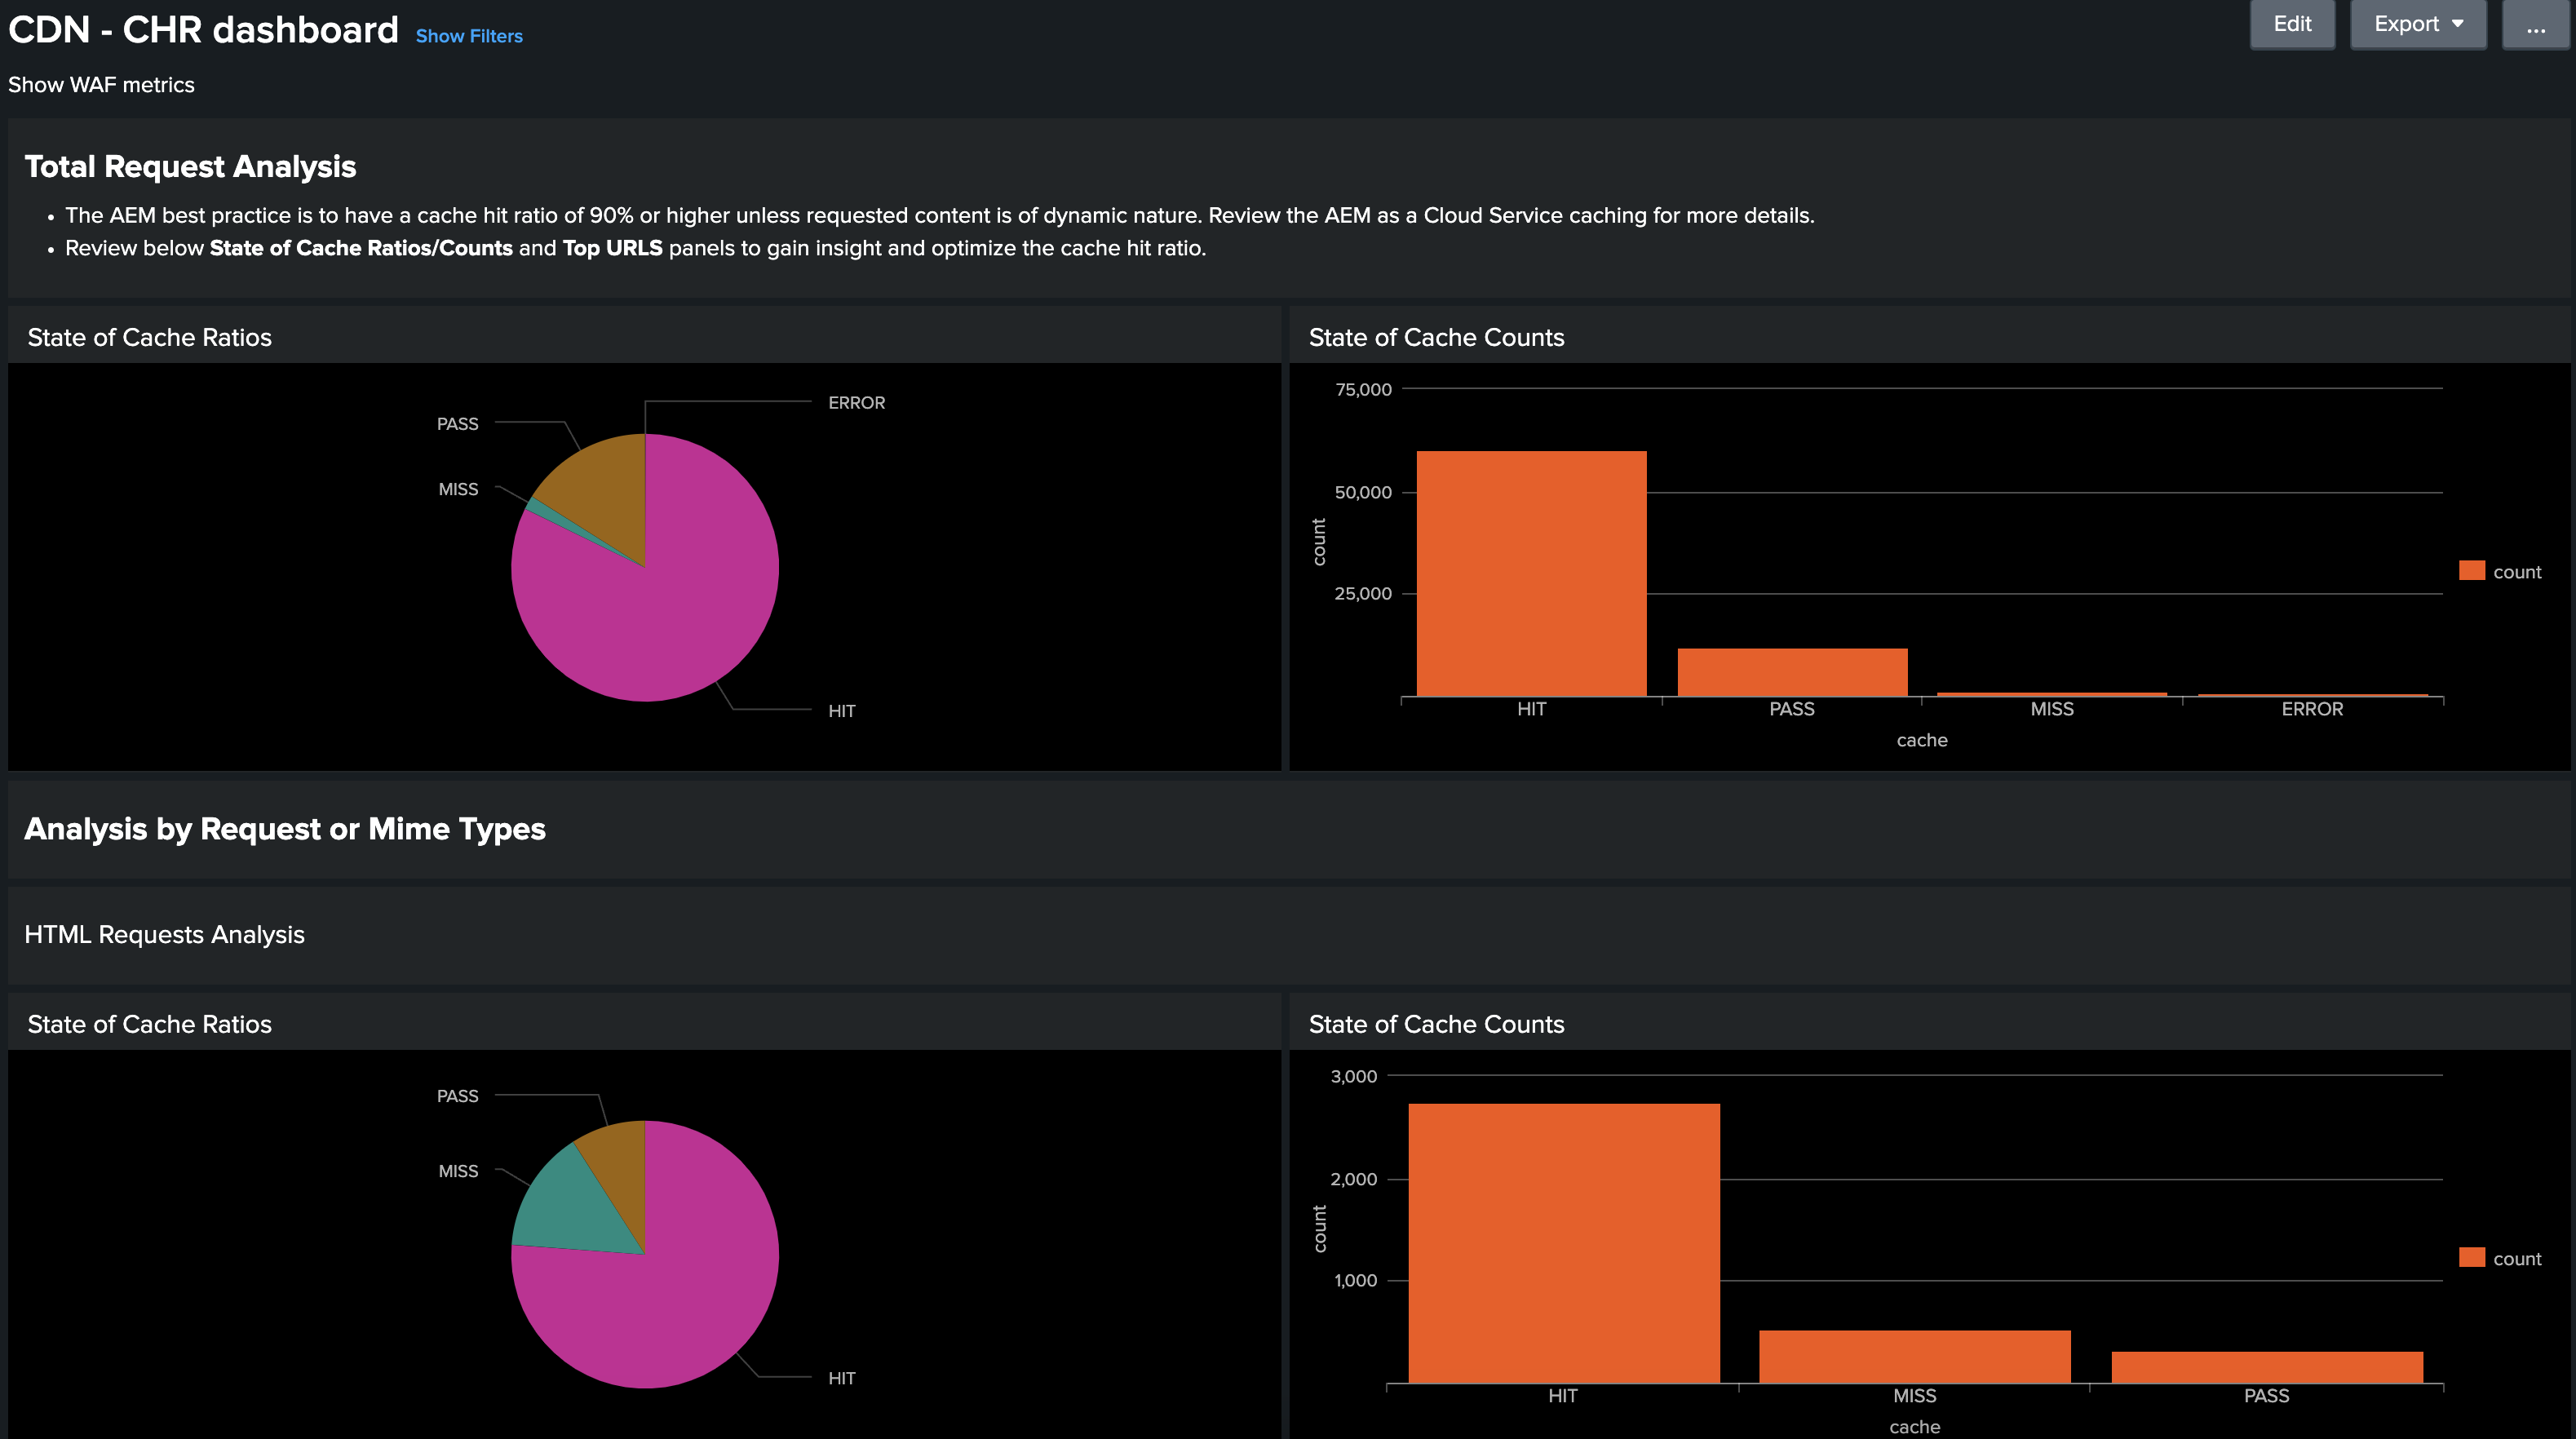 CDN - CHR dashboard Show Filters
Edit Export ...
Show WAF metrics
Total Request Analysis
• The AEM best practice is to have a cache hit ratio of 90% or higher unless requested content is of dynamic nature. Review the AEM as a Cloud Service caching for more details.
• Review below State of Cache Ratios/Counts and Top URLS panels to gain insight and optimize the cache hit ratio.
State of Cache Ratios
ERROR
PASS
MISS
HIT
State of Cache Counts
75,000
50,000
25,000
count
HIT PASS MISS ERROR
cache
count
Analysis by Request or Mime Types
HTML Requests Analysis
State of Cache Ratios
PASS
MISS
HIT
State of Cache Counts
3,000
2,000
1,000
count
HIT MISS PASS
cache
count